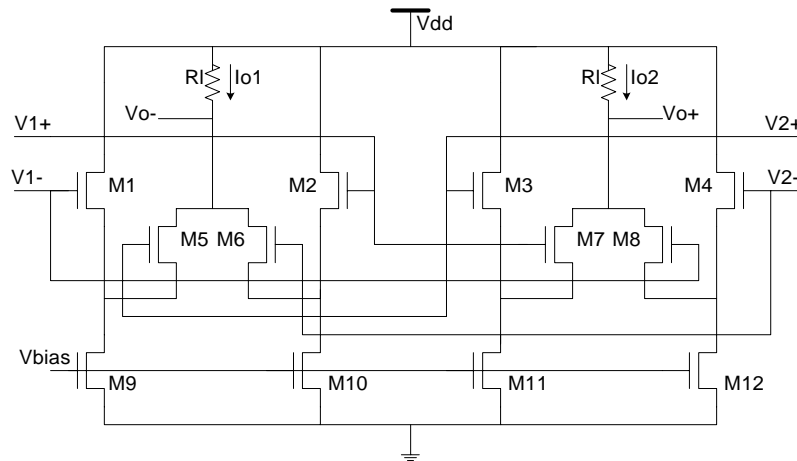 Vdd
Rl Io1
Rl Io2
Vo-
Vo+
V1+
V2+
V1-
V2-
M1
M2
M3
M4
M5 M6
M7 M8
Vbias
M9
M10
M11
M12